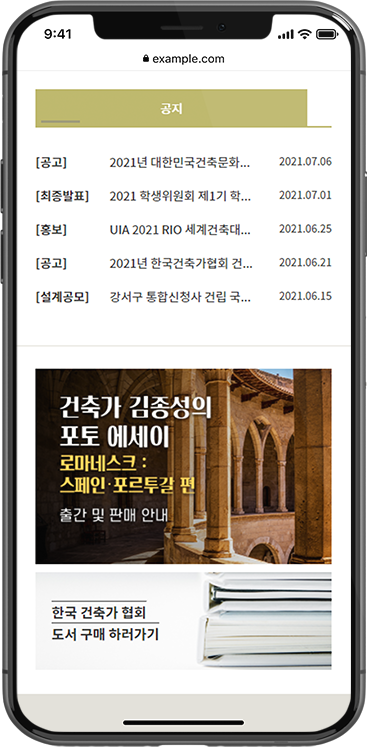 9:41
example.com
공지
[공고] 2021년 대한민국건축문화... 2021.07.06
[최종발표] 2021 학생위원회 제1기 학... 2021.07.01
[홍보] UIA 2021 RIO 세계건축대... 2021.06.25
[공고] 2021년 한국건축가협회 건... 2021.06.21
[설계공모] 강서구 통합신청사 건립 국... 2021.06.15
건축가 김종성의
포토 에세이
로마네스크 :
스페인·포르투갈 편
출간 및 판매 안내
한국 건축가 협회
도서 구매 하러가기